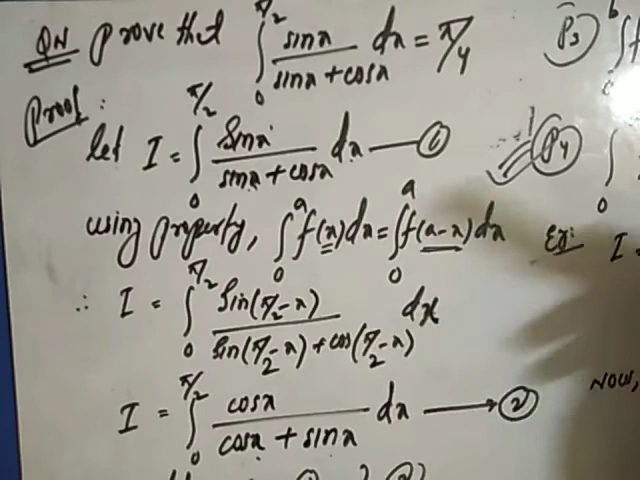 QN Prove that ∫₀^(π/2) sinx/(sinx + cosx) dx = π/4
Proof:
let I = ∫₀^(π/2) sinx/(sinx + cosx) dx — ①
using property, ∫₀^a f(x)dx = ∫₀^a f(a-x)dx
∴ I = ∫₀^(π/2) sin(π/2-x)/(sin(π/2-x) + cos(π/2-x)) dx
I = ∫₀^(π/2) cosx/(cosx + sinx) dx → ②
P3 ∫ b
P4 ∫ 0
Ex: I =
NOW,